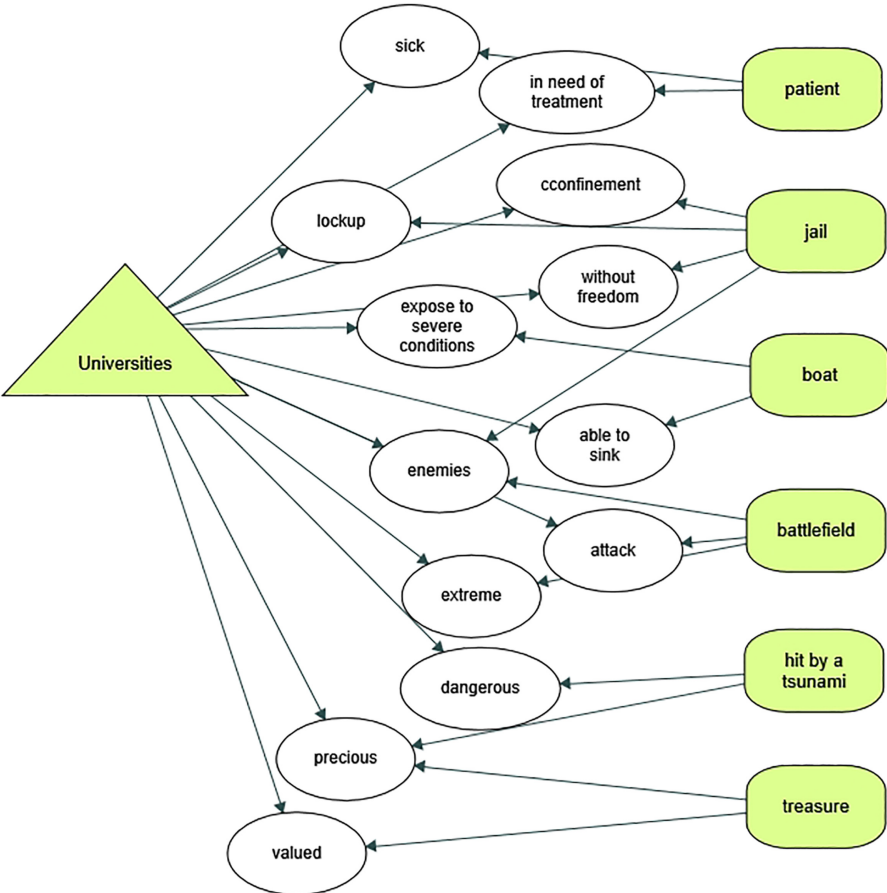 sick
in need of
treatment
patient
cconfinement
lockup
jail
without
freedom
expose to
severe
conditions
Universities
boat
able to
sink
enemies
battlefield
attack
extreme
hit by a
tsunami
dangerous
precious
treasure
valued